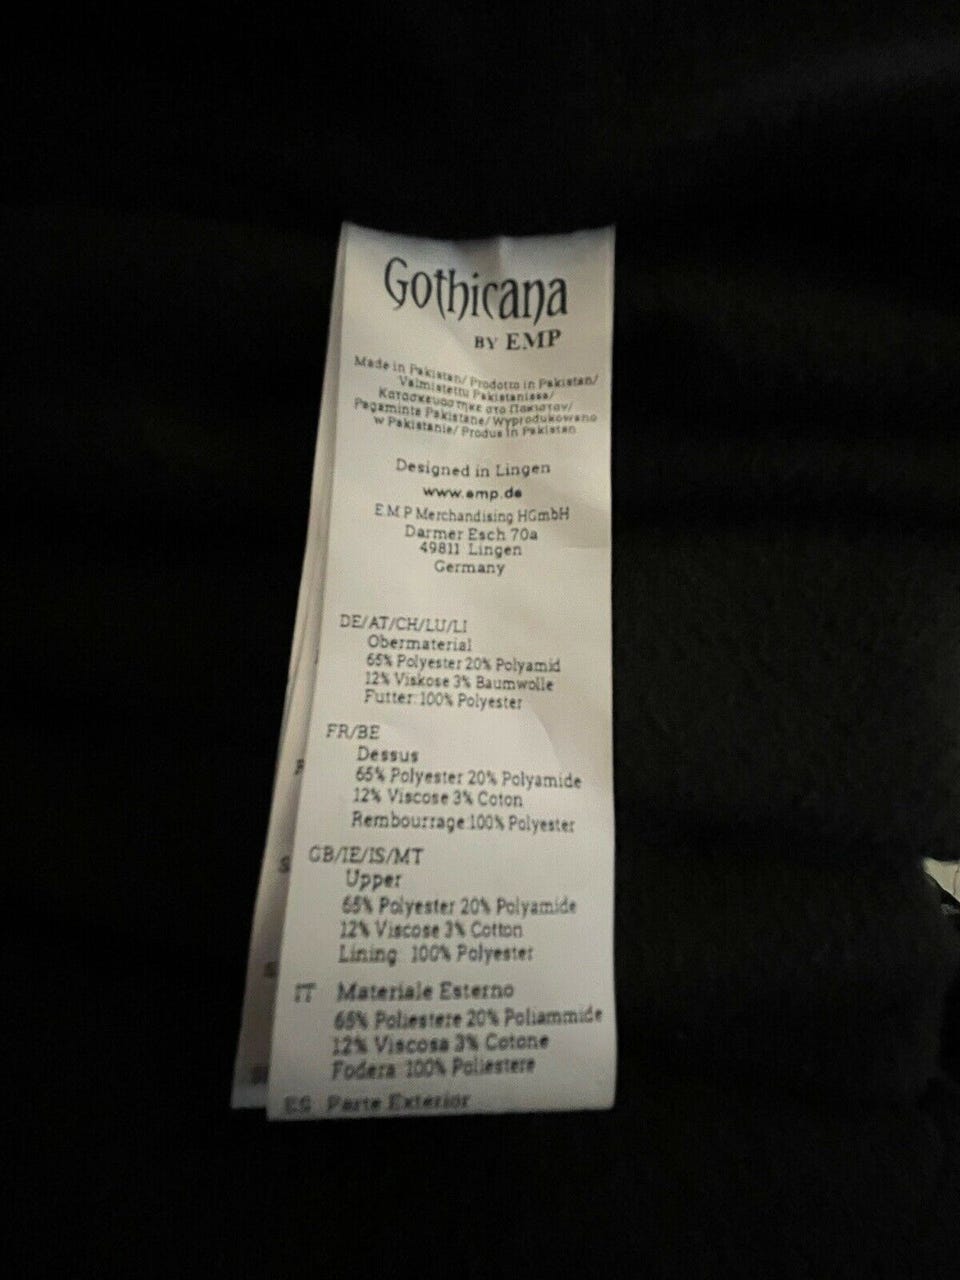 Gothicana
BY EMP
Made in Pakistan/ Prodotto in Pakistan/
Valmistettu Pakistanissa/
Κατασκευαστηκε στο Πακισταν/
Pagaminta Pakistane/ Wyprodukowano
w Pakistanie/ Produs in Pakistan
Designed in Lingen
www.emp.de
E.M.P Merchandising HGmbH
Darmer Esch 70a
49811 Lingen
Germany
DE/AT/CH/LU/LI
Obermaterial
65% Polyester 20% Polyamid
12% Viskose 3% Baumwolle
Futter: 100% Polyester
FR/BE
Dessus
65% Polyester 20% Polyamide
12% Viscose 3% Coton
Rembourrage:100% Polyester
GB/IE/IS/MT
Upper
65% Polyester 20% Polyamide
12% Viscose 3% Cotton
Lining: 100% Polyester
IT Materiale Esterno
65% Poliestere 20% Poliammide
12% Viscosa 3% Cotone
Fodera: 100% Poliestere
ES Parte Exterior